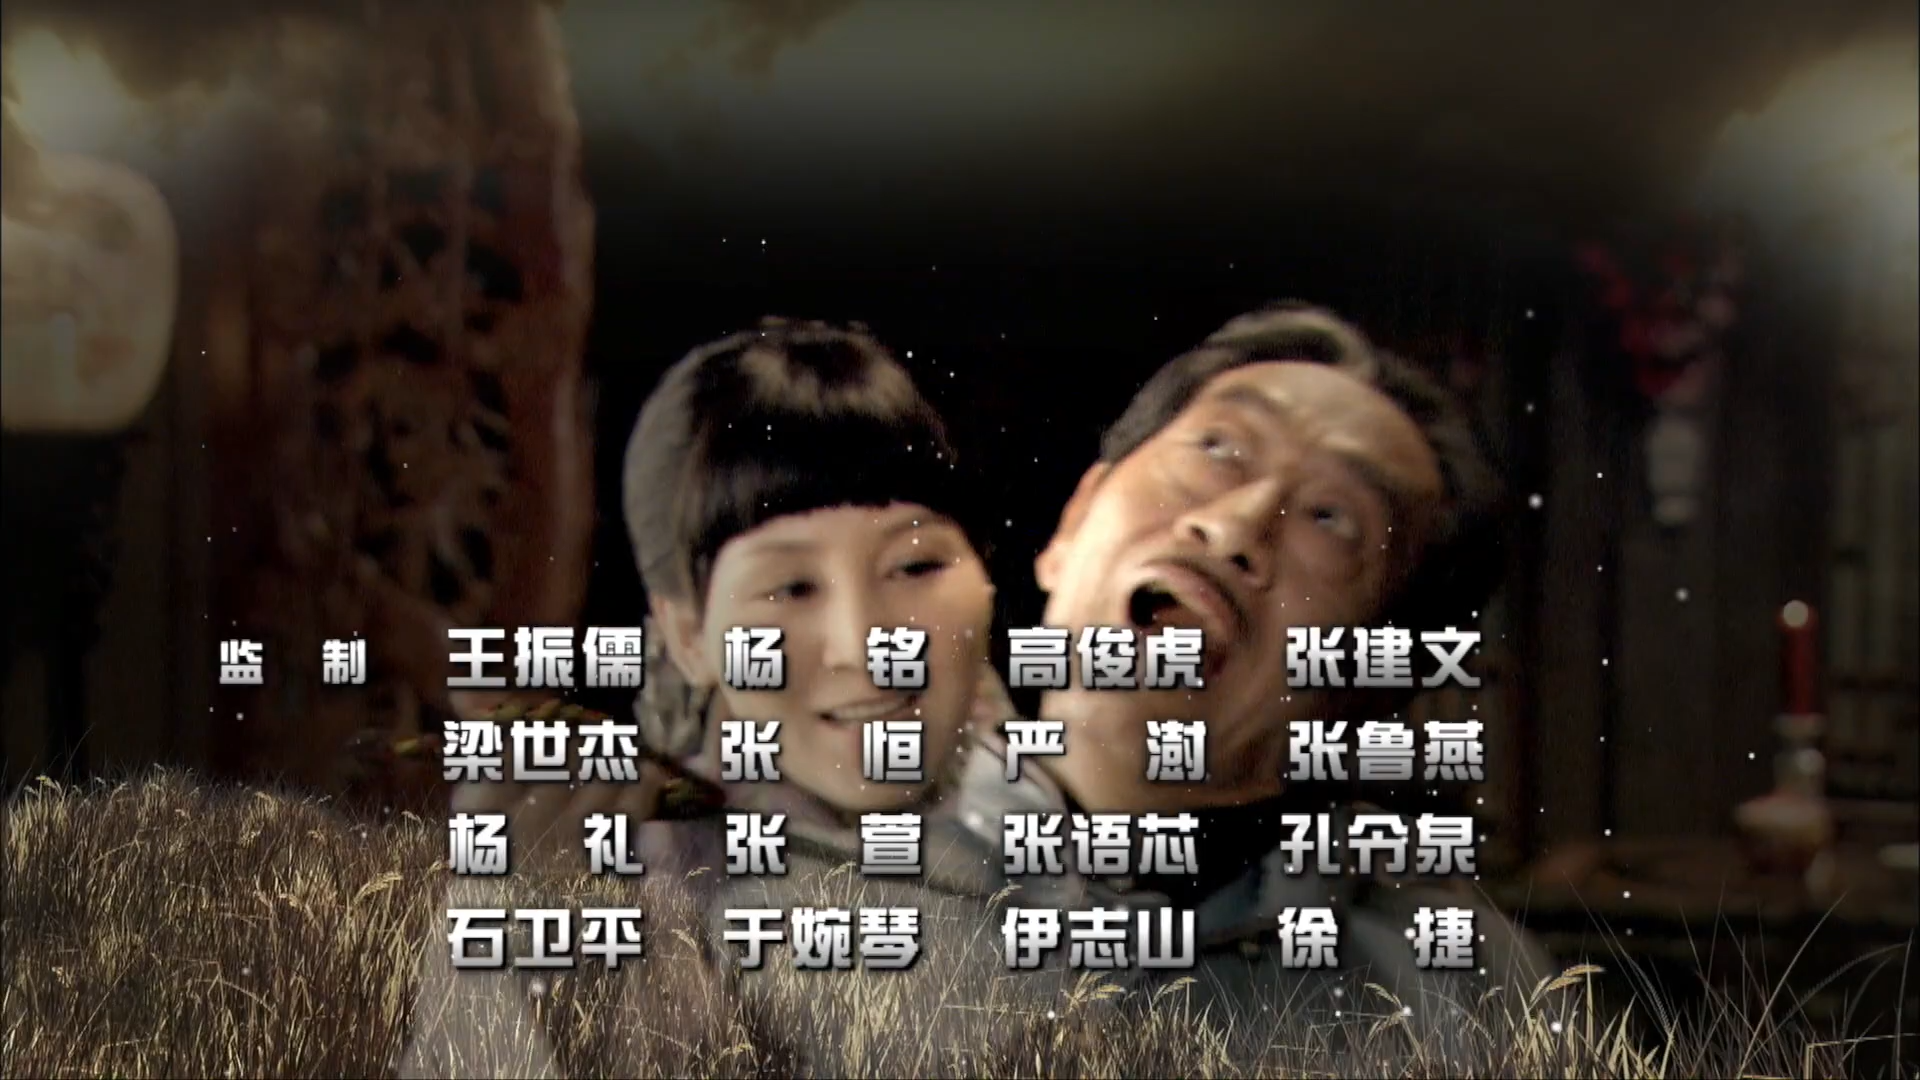 监 制 王振儒 杨 铭 高俊虎 张建文
梁世杰 张 恒 严 澍 张鲁燕
杨 礼 张 萱 张语芯 孔令泉
石卫平 于婉琴 伊志山 徐 捷